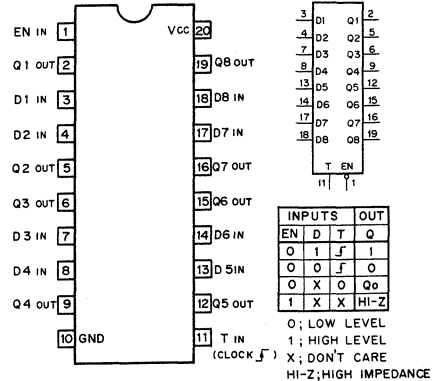 EN IN 1
Q1 OUT 2
D1 IN 3
D2 IN 4
Q2 OUT 5
Q3 OUT 6
D3 IN 7
D4 IN 8
Q4 OUT 9
10 GND
Vcc 20
19 Q8 OUT
18 D8 IN
17 D7 IN
16 Q7 OUT
15 Q6 OUT
14 D6 IN
13 D5IN
12 Q5 OUT
11 T IN
(CLOCK )
3 D1 Q1 2
4 D2 Q2 5
7 D3 Q3 6
8 D4 Q4 9
13 D5 Q5 12
14 D6 Q6 15
17 D7 Q7 16
18 D8 Q8 19
T EN
11 1
INPUTS OUT
EN D T Q
0 1 1
0 0 0
0 X 0 Qo
1 X X HI-Z
0; LOW LEVEL
1; HIGH LEVEL
X; DON'T CARE
HI-Z;HIGH IMPEDANCE